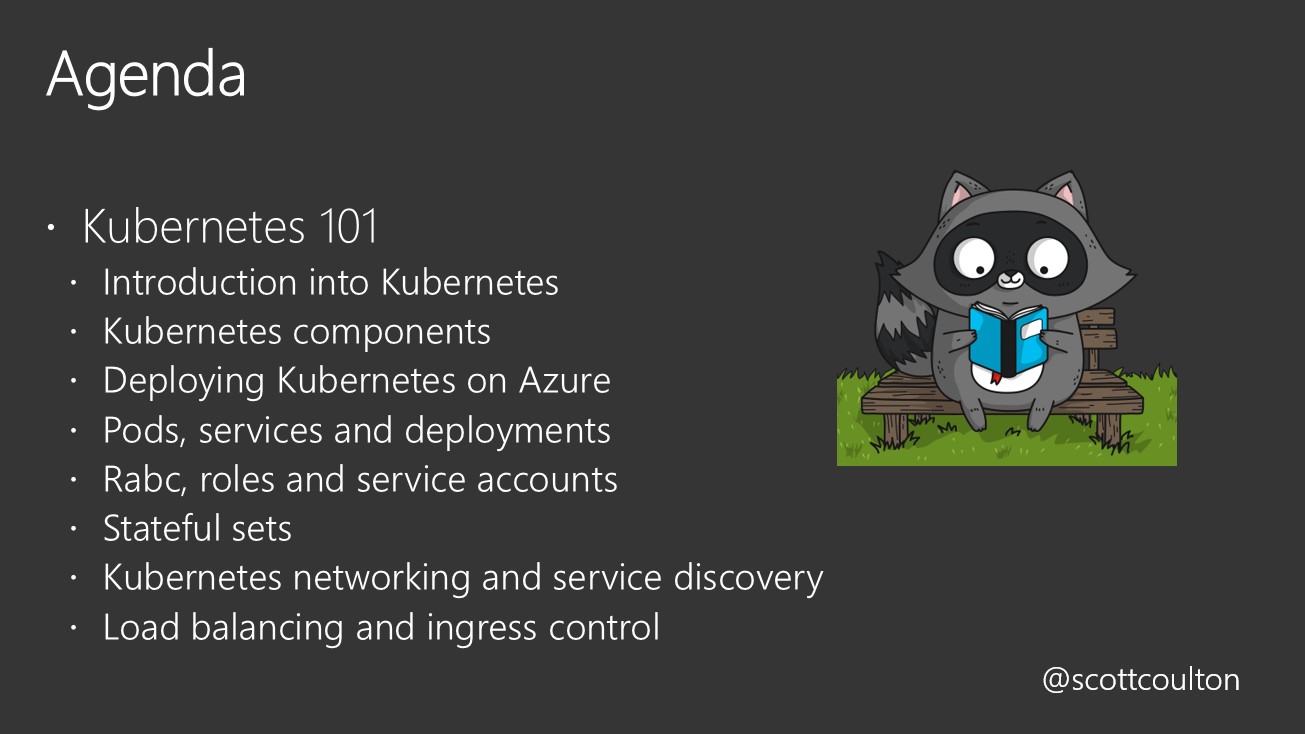 Agenda
· Kubernetes 101
· Introduction into Kubernetes
· Kubernetes components
· Deploying Kubernetes on Azure
· Pods, services and deployments
· Rabc, roles and service accounts
· Stateful sets
· Kubernetes networking and service discovery
· Load balancing and ingress control
@scottcoulton